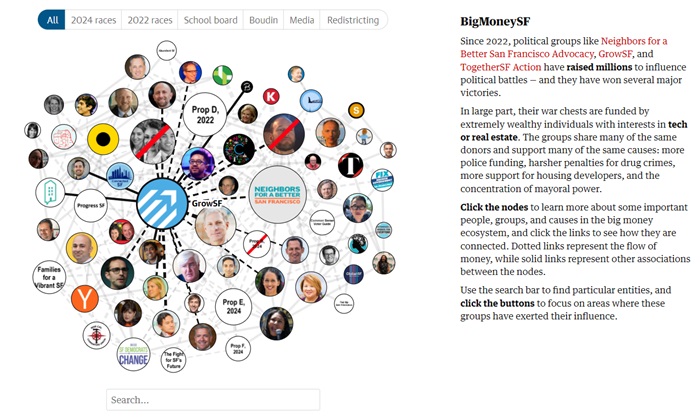 All
2024 races
2022 races
School board
Boudin
Media
Redistricting
Prop D,
2022
K
S
GrowSF
NEIGHBORS
FOR A BETTER
SAN FRANCISCO
T
FIX
Progress SF
Families
for a
Vibrant SF
Y
Prop E,
2024
Prop F,
2024
SF DEMOCRATS
CHANGE
The Fight
for SF's
Future
Search...
BigMoneySF
Since 2022, political groups like Neighbors for a
Better San Francisco Advocacy, GrowSF, and
TogetherSF Action have raised millions to influence
political battles — and they have won several major
victories.
In large part, their war chests are funded by
extremely wealthy individuals with interests in tech
or real estate. The groups share many of the same
donors and support many of the same causes: more
police funding, harsher penalties for drug crimes,
more support for housing developers, and the
concentration of mayoral power.
Click the nodes to learn more about some important
people, groups, and causes in the big money
ecosystem, and click the links to see how they are
connected. Dotted links represent the flow of
money, while solid links represent other associations
between the nodes.
Use the search bar to find particular entities, and
click the buttons to focus on areas where these
groups have exerted their influence.